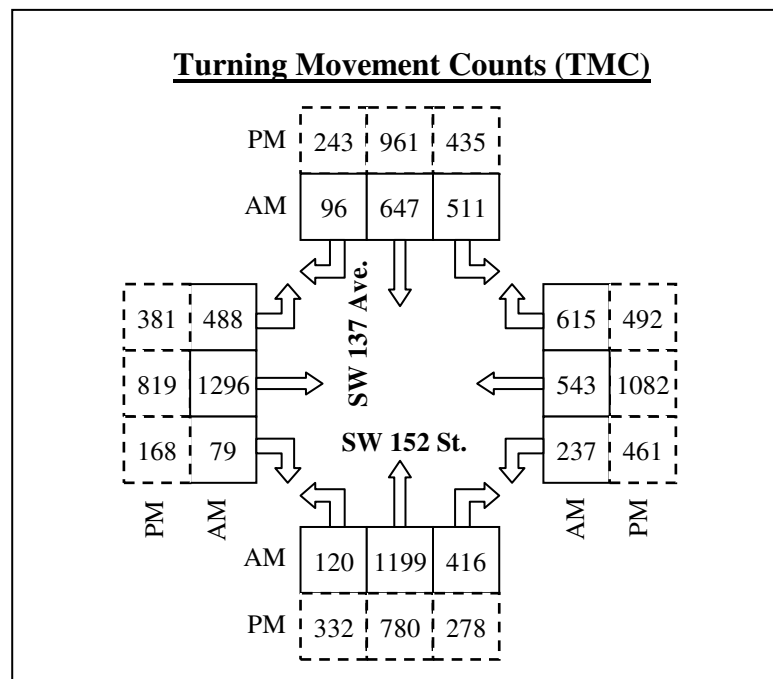 Turning Movement Counts (TMC)
PM 243 961 435
AM 96 647 511
381 488
819 1296
168 79
PM AM
SW 137 Ave.
SW 152 St.
615 492
543 1082
237 461
AM PM
AM 120 1199 416
PM 332 780 278